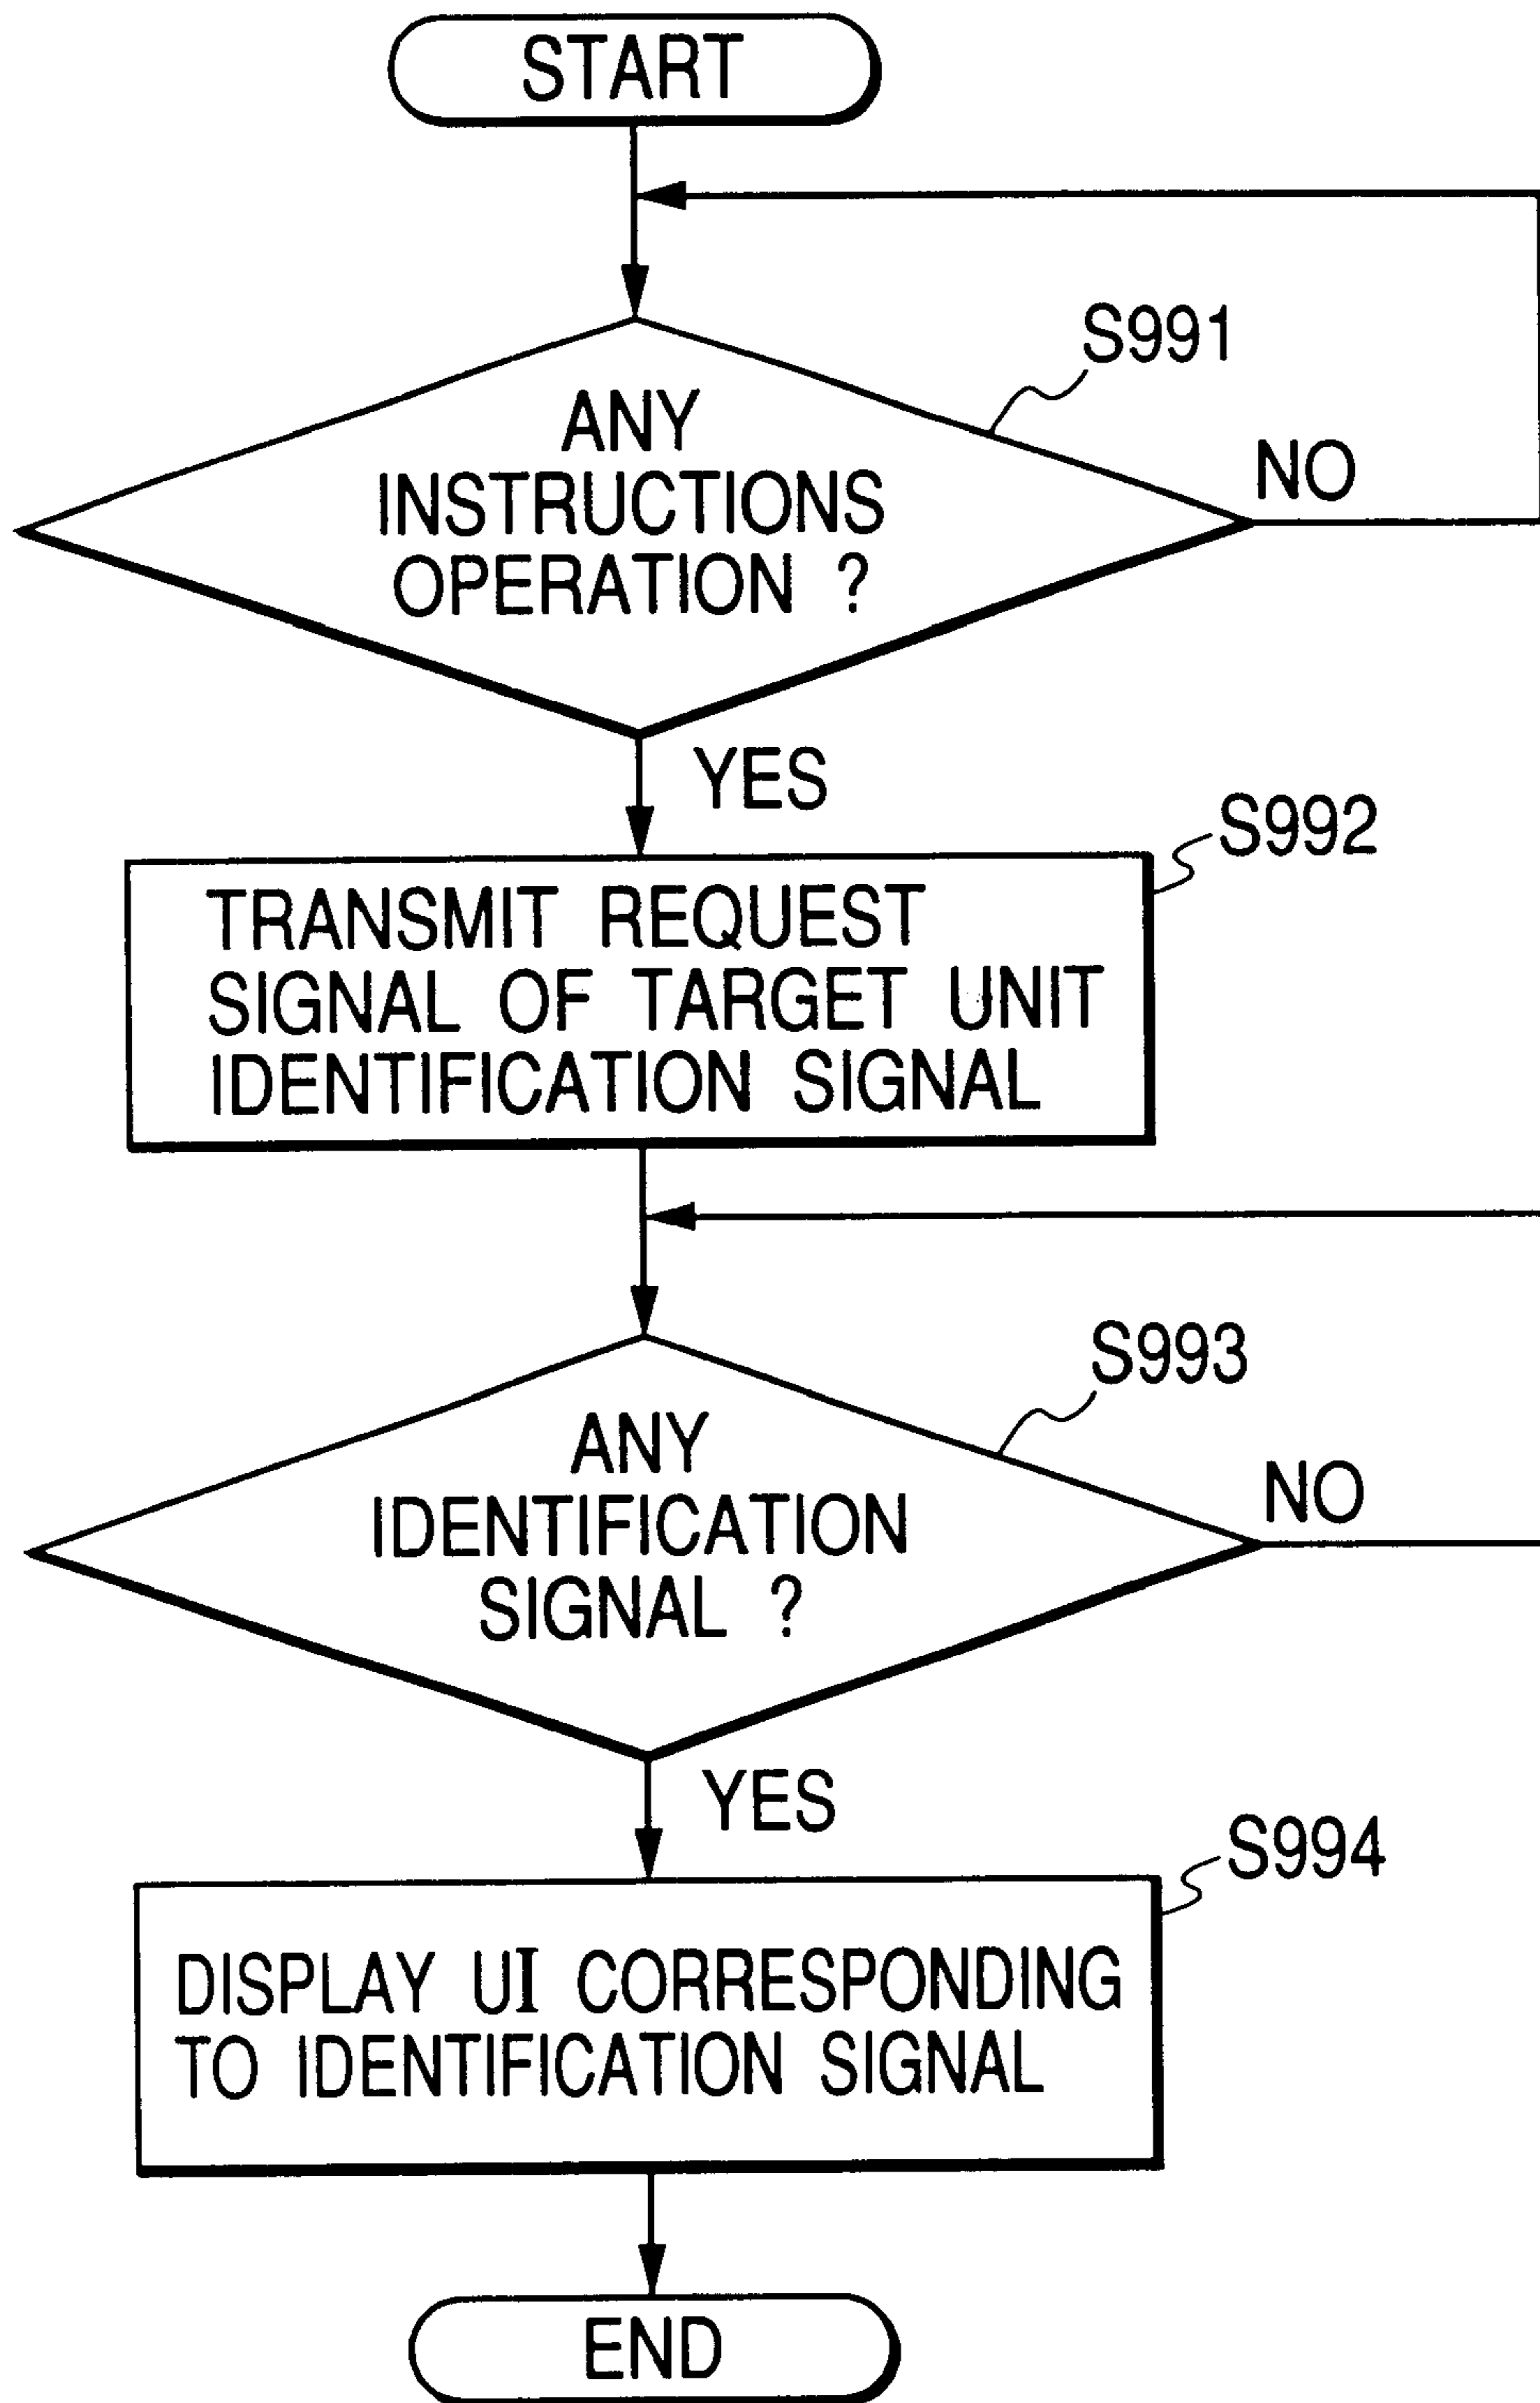 START
S991
ANY
INSTRUCTIONS
OPERATION ?
NO
YES
S992
TRANSMIT REQUEST
SIGNAL OF TARGET UNIT
IDENTIFICATION SIGNAL
S993
ANY
IDENTIFICATION
SIGNAL ?
NO
YES
S994
DISPLAY UI CORRESPONDING
TO IDENTIFICATION SIGNAL
END